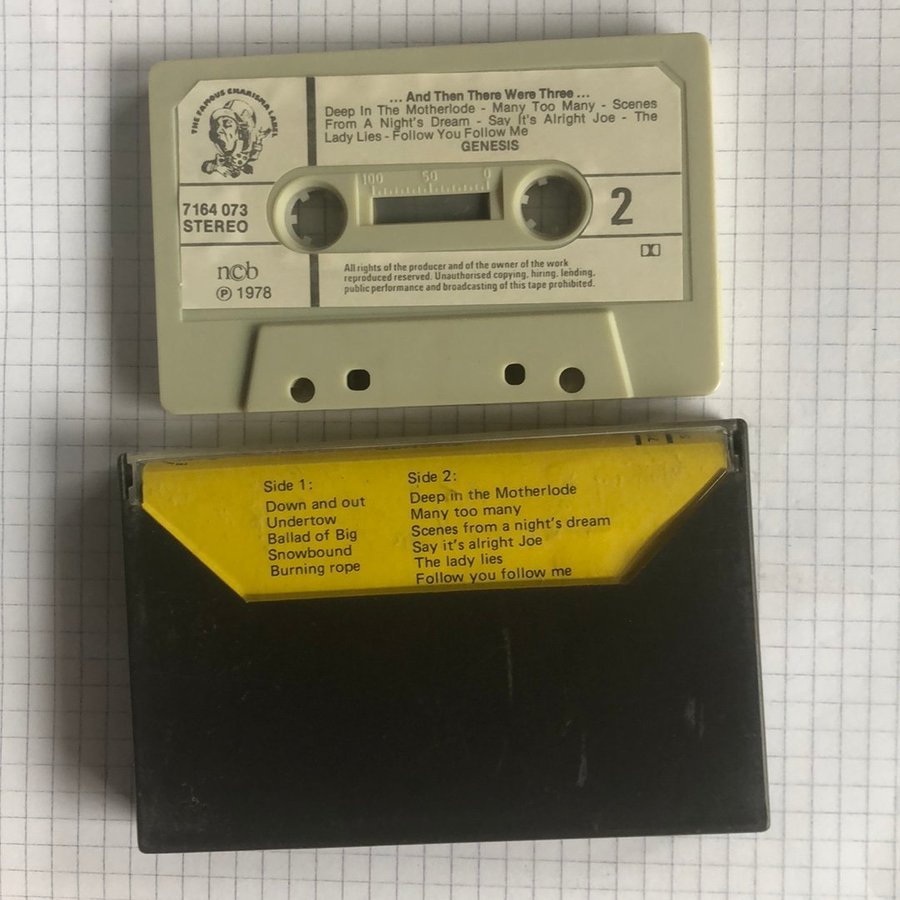 THE FAMOUS CHARISMA LABEL
... And Then There Were Three ...
Deep In The Motherlode - Many Too Many - Scenes
From A Night's Dream - Say It's Alright Joe - The
Lady Lies - Follow You Follow Me
GENESIS
100 50 0
7164 073
STEREO
2
ncb
℗ 1978
All rights of the producer and of the owner of the work
reproduced reserved. Unauthorised copying, hiring, lending,
public performance and broadcasting of this tape prohibited.
Side 1:
Down and out
Undertow
Ballad of Big
Snowbound
Burning rope
Side 2:
Deep in the Motherlode
Many too many
Scenes from a night's dream
Say it's alright Joe
The lady lies
Follow you follow me